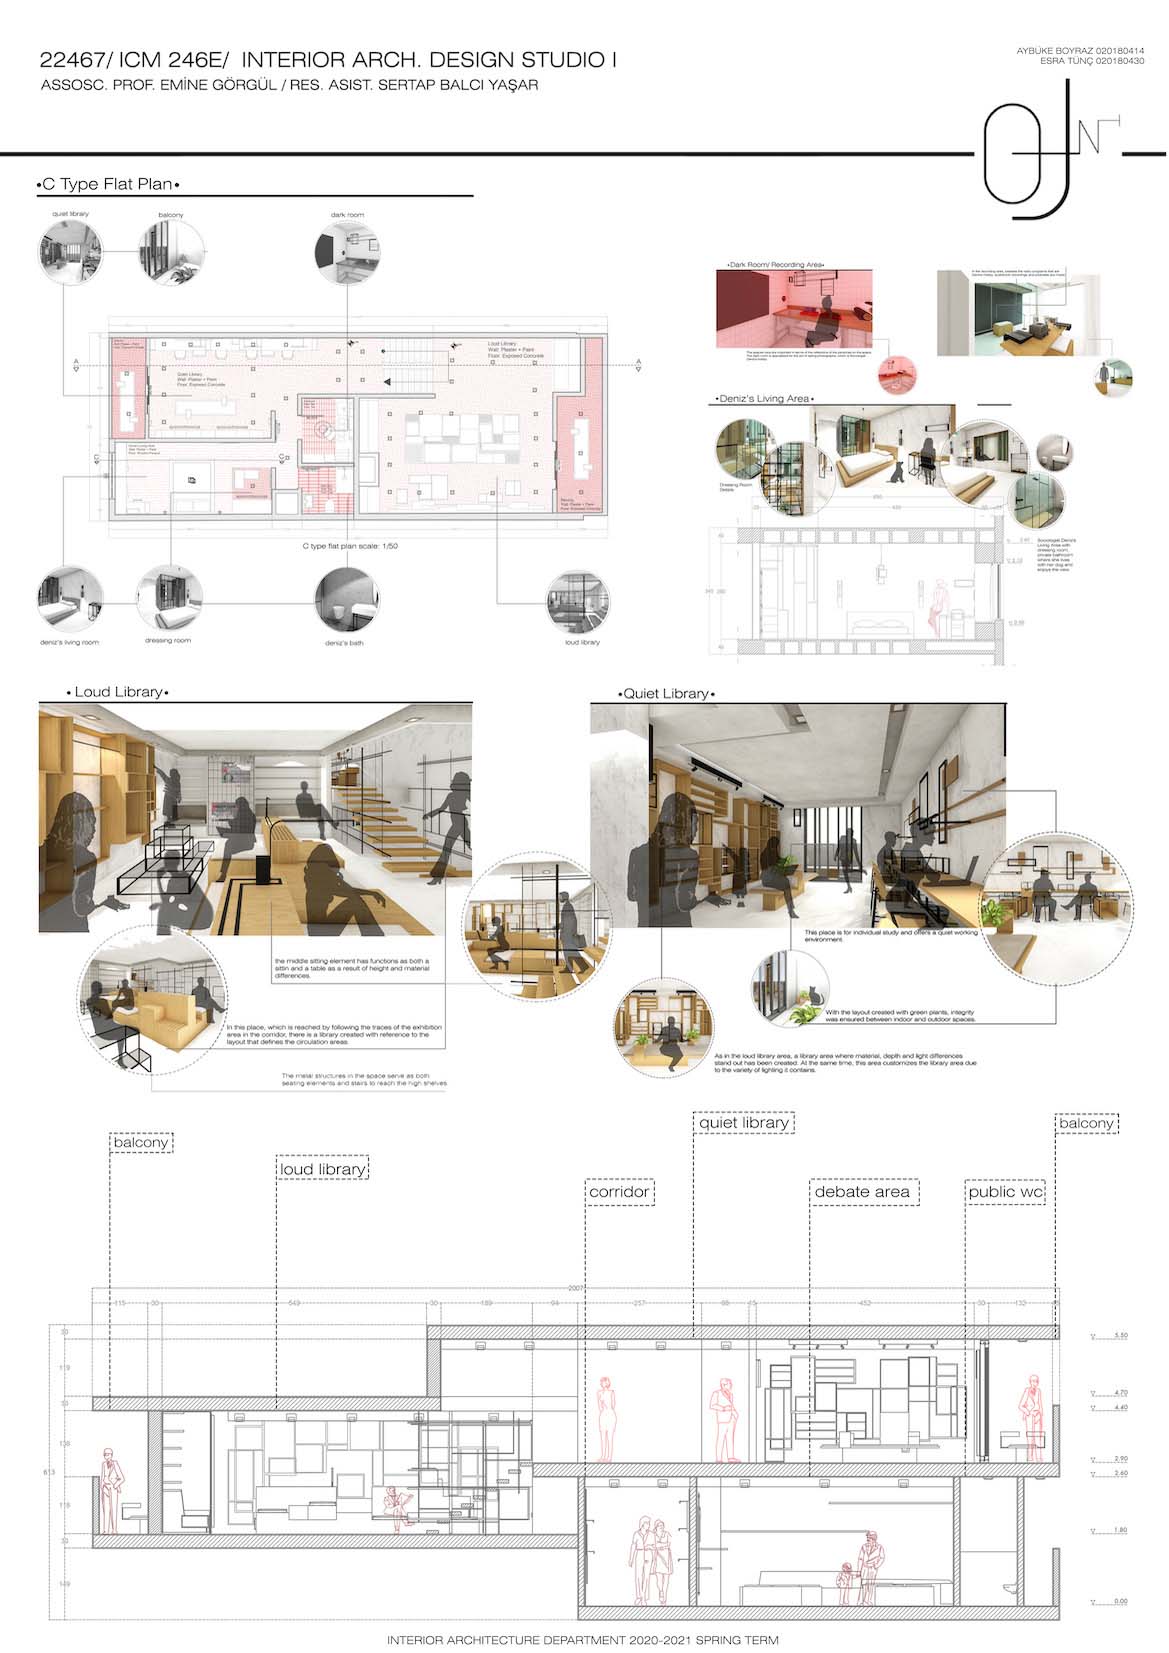 22467/ ICM 246E/ INTERIOR ARCH. DESIGN STUDIO I
ASSOSC. PROF. EMİNE GÖRGÜL / RES. ASIST. SERTAP BALCI YAŞAR
AYBÜKE BOYRAZ 020180414
ESRA TÜNÇ 020180430
•C Type Flat Plan•
quiet library
balcony
dark room
A
A
Quiet Library
Wall: Plaster + Paint
Floor: Exposed Concrete
Loud Library
Wall: Plaster + Paint
Floor: Exposed Concrete
C
C
C type flat plan scale: 1/50
deniz's living room
dressing room
deniz's bath
loud library
•Dark Room/ Recording Area•
•Deniz's Living Area•
Dressing Room
Details
Sociologist Deniz's
Living Area with
dressing room,
private bathroom
where she lives
with her dog and
enjoys the view
• Loud Library•
the middle sitting element has functions as both a
sittin and a table as a result of height and material
differences.
In this place, which is reached by following the traces of the exhibition
area in the corridor, there is a library created with reference to the
layout that defines the circulation areas
The metal structures in the space serve as both
seating elements and stairs to reach the high shelves
•Quiet Library•
This place is for individual study and offers a quiet working
environment
With the layout created with green plants, integrity
was ensured between indoor and outdoor spaces.
As in the loud library area, a library area where material, depth and light differences
stand out has been created. At the same time, this area customizes the library area due
to the variety of lighting it contains.
balcony
loud library
corridor
quiet library
debate area
public wc
balcony
2007
115
30
543
30
189
94
257
452
30
132
30
119
613
118
30
149
5.50
4.70
4.40
2.90
2.60
1.80
0.00
INTERIOR ARCHITECTURE DEPARTMENT 2020-2021 SPRING TERM